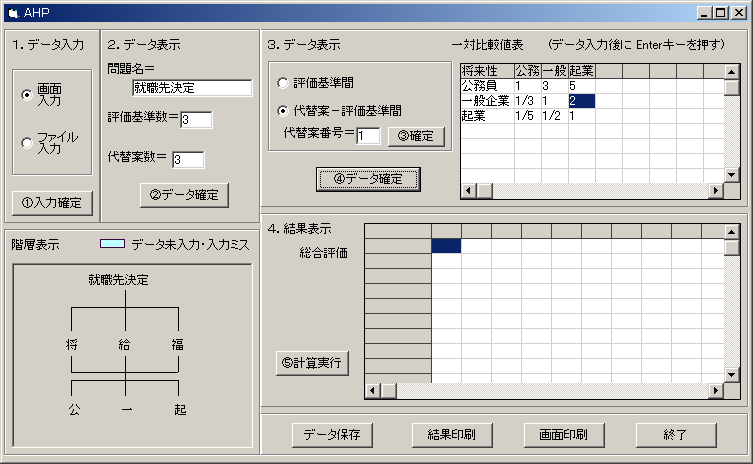 AHP
1. データ入力
画面
入力
ファイル
入力
①入力確定
2. データ表示
問題名＝
就職先決定
評価基準数＝ 3
代替案数＝ 3
②データ確定
3. データ表示
評価基準間
代替案－評価基準間
代替案番号＝ 1
③確定
④データ確定
一対比較値表 (データ入力後に Enterキーを押す)
将来性 公務 一般 起業
公務員 1 3 5
一般企業 1/3 1 2
起業 1/5 1/2 1
階層表示 データ未入力・入力ミス
就職先決定
将 給 福
公 一 起
4. 結果表示
総合評価
⑤計算実行
データ保存 結果印刷 画面印刷 終了